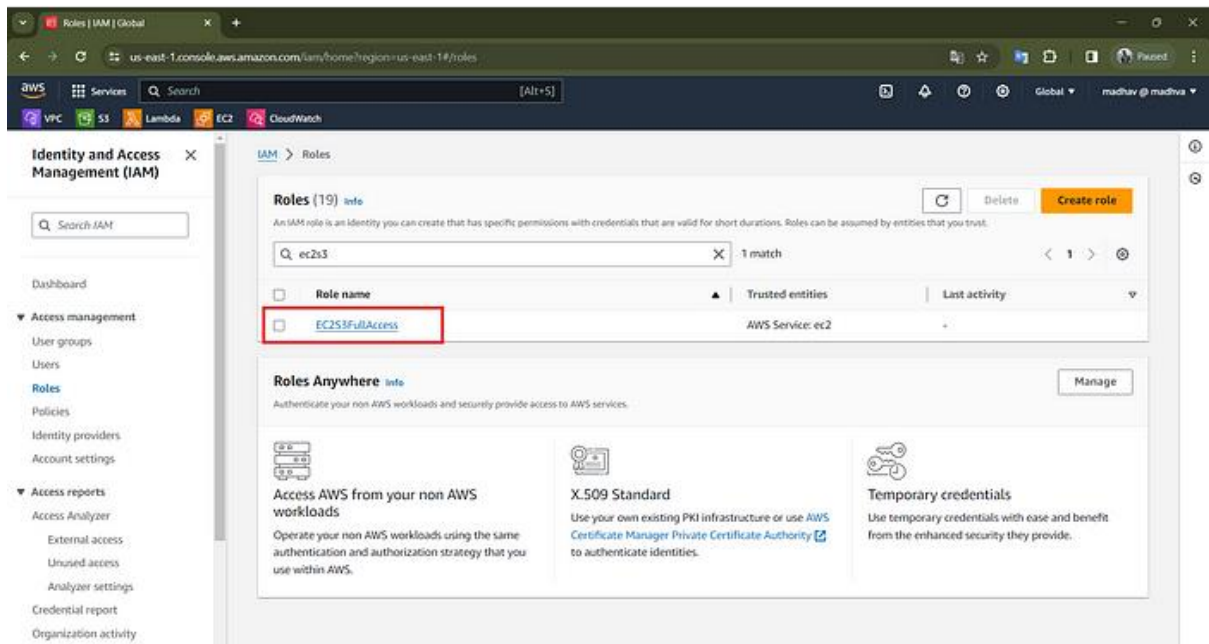 Roles | IAM | Global
us-east-1.console.aws.amazon.com/iam/home?region=us-east-1#/roles
Paused
aws
Services
Search
[Alt+S]
Global
madhav @ madhva
VPC
S3
Lambda
EC2
CloudWatch
Identity and Access
Management (IAM)
Search IAM
Dashboard
Access management
User groups
Users
Roles
Policies
Identity providers
Account settings
Access reports
Access Analyzer
External access
Unused access
Analyzer settings
Credential report
Organization activity
IAM > Roles
Roles (19) Info
Delete
Create role
An IAM role is an identity you can create that has specific permissions with credentials that are valid for short durations. Roles can be assumed by entities that you trust.
ec2s3
1 match
< 1 >
Role name
Trusted entities
Last activity
EC2S3FullAccess
AWS Service: ec2
-
Roles Anywhere Info
Manage
Authenticate your non AWS workloads and securely provide access to AWS services.
Access AWS from your non AWS
workloads
Operate your non AWS workloads using the same
authentication and authorization strategy that you
use within AWS.
X.509 Standard
Use your own existing PKI infrastructure or use AWS
Certificate Manager Private Certificate Authority
to authenticate identities.
Temporary credentials
Use temporary credentials with ease and benefit
from the enhanced security they provide.